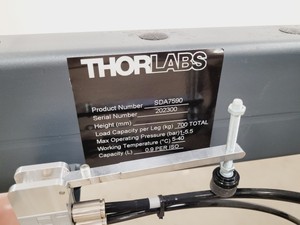 THORLABS
Product Number SDA7590
Serial Number 202300
Height (mm)
Load Capacity per Leg (kg) 700 TOTAL
Max Operating Pressure (bar) 1-5.5
Working Temperature (°C) 5-40
Capacity (L) 0.9 PER ISO